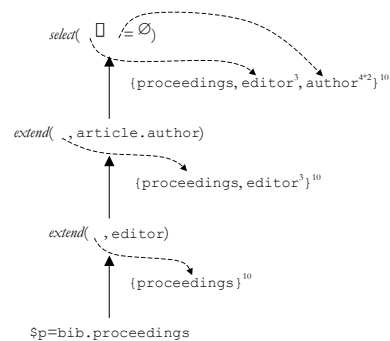 select( ▯ = ∅)
{proceedings, editor³, author⁴*²}¹⁰
extend( , article.author)
{proceedings, editor³}¹⁰
extend( , editor)
{proceedings}¹⁰
$p=bib.proceedings